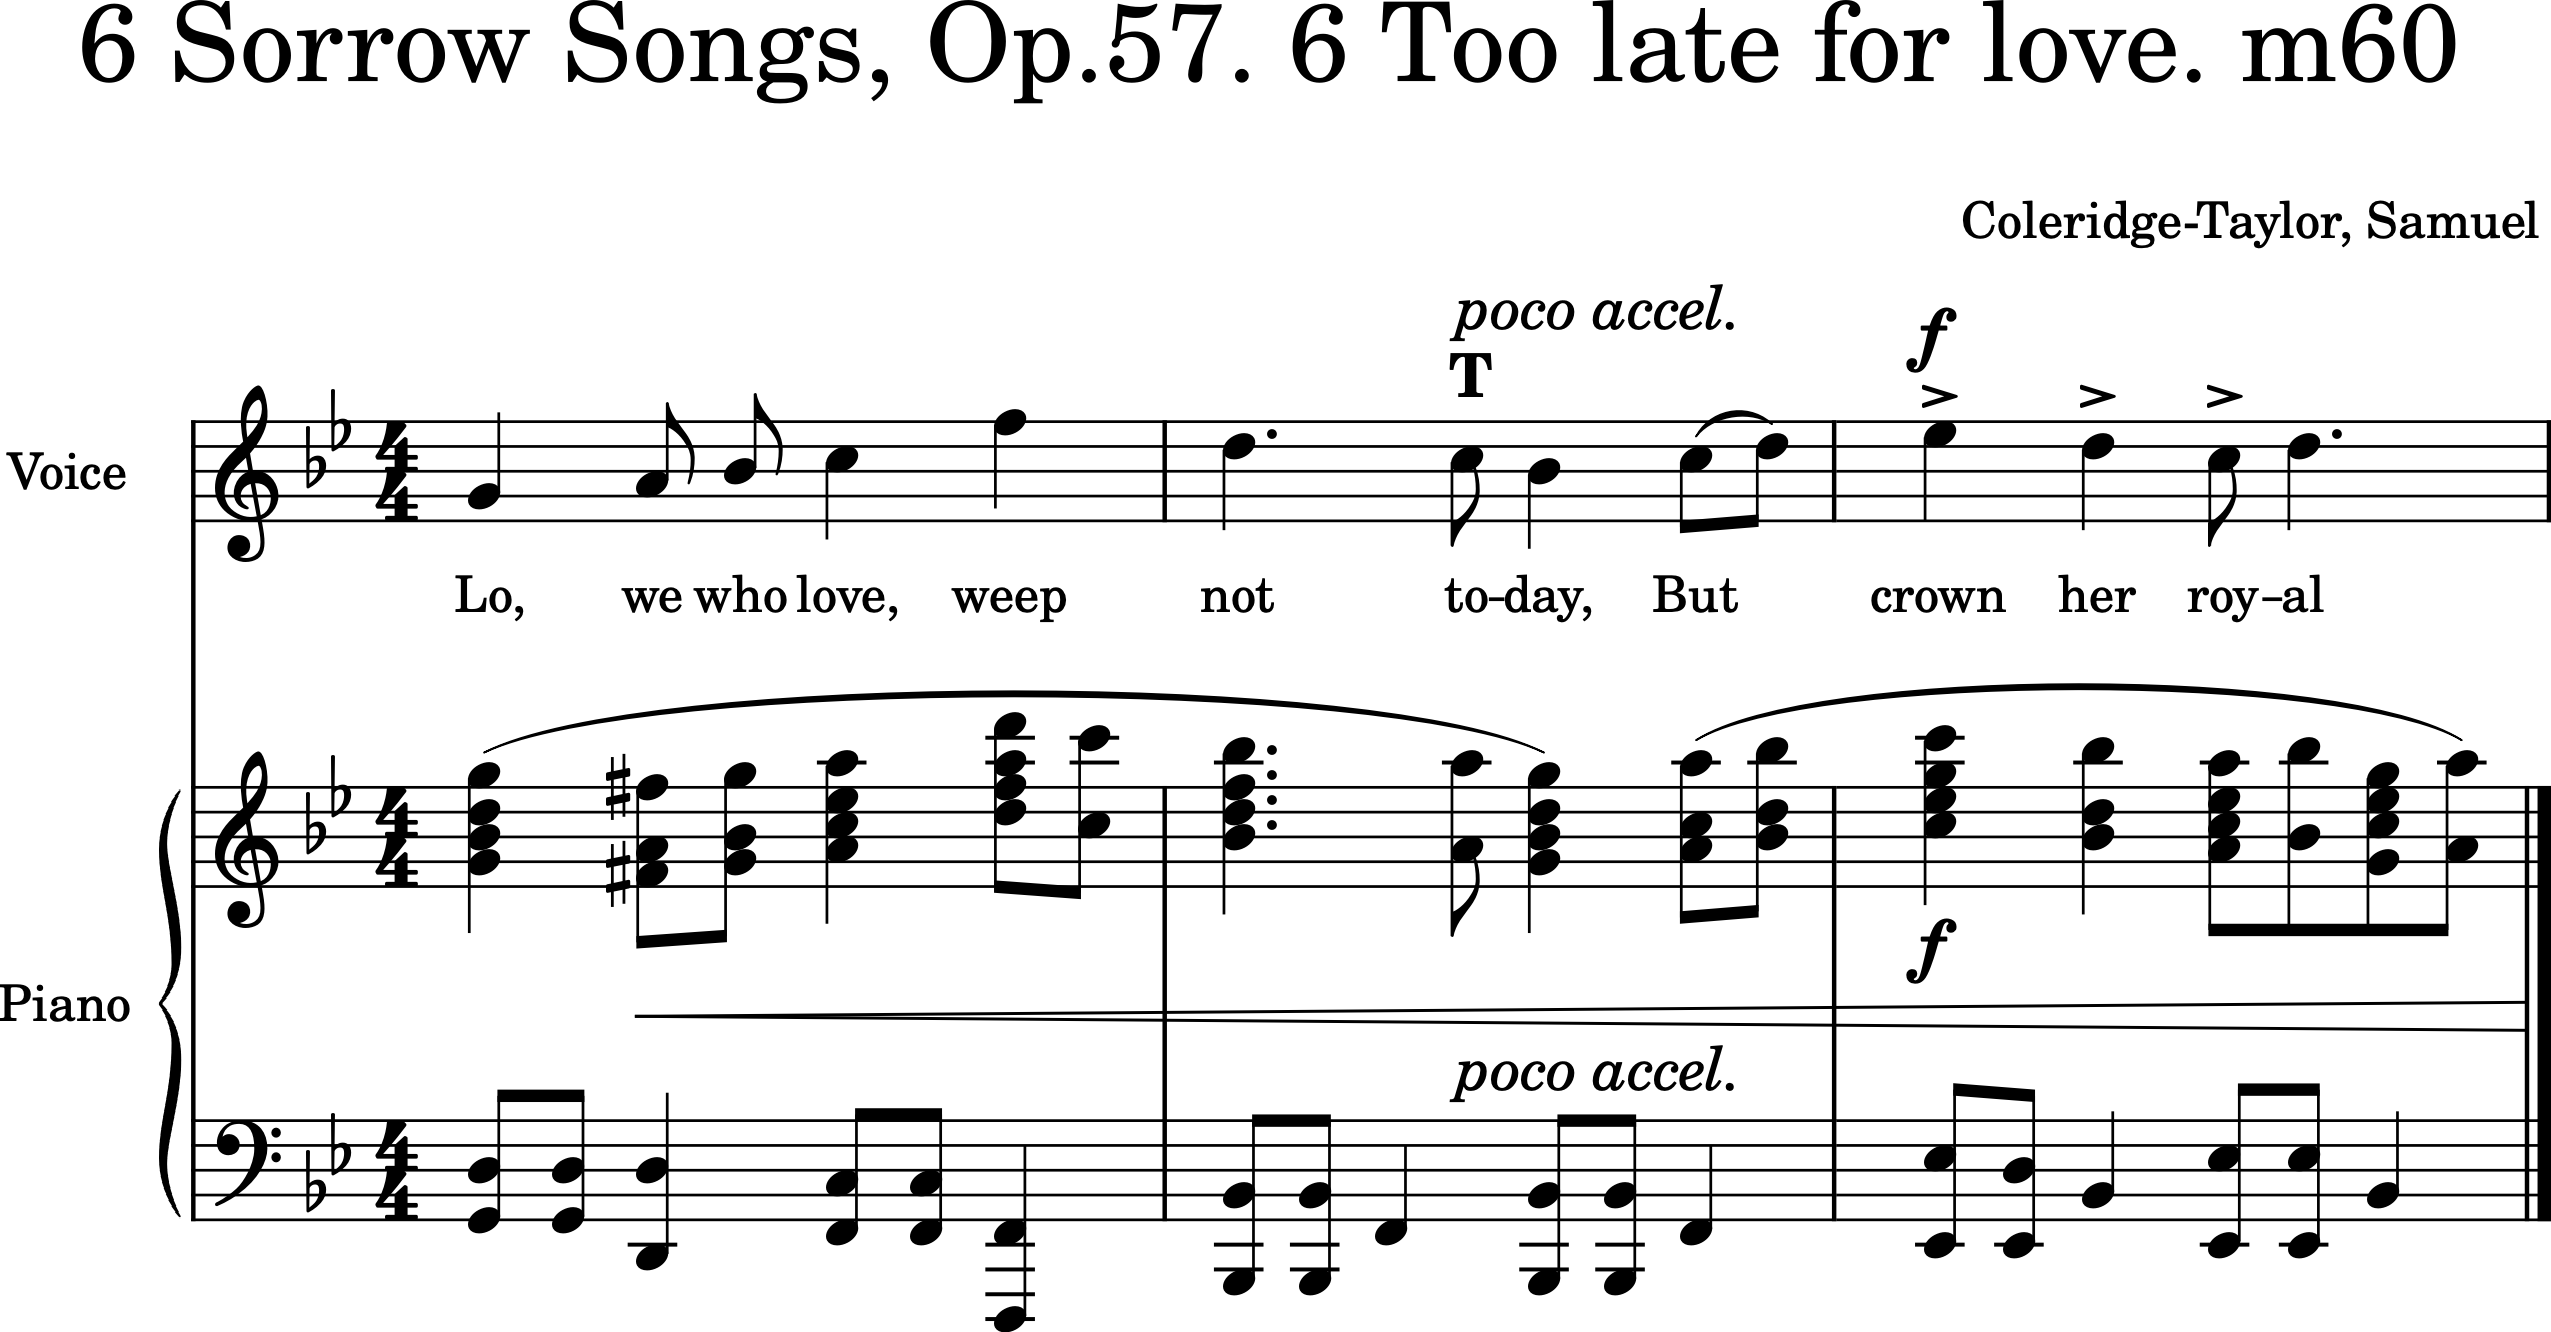 6 Sorrow Songs, Op.57. 6 Too late for love. m60
Coleridge-Taylor, Samuel
poco accel.
T
f
Voice
Lo, we who love, weep not to-day, But crown her roy-al
f
Piano
poco accel.